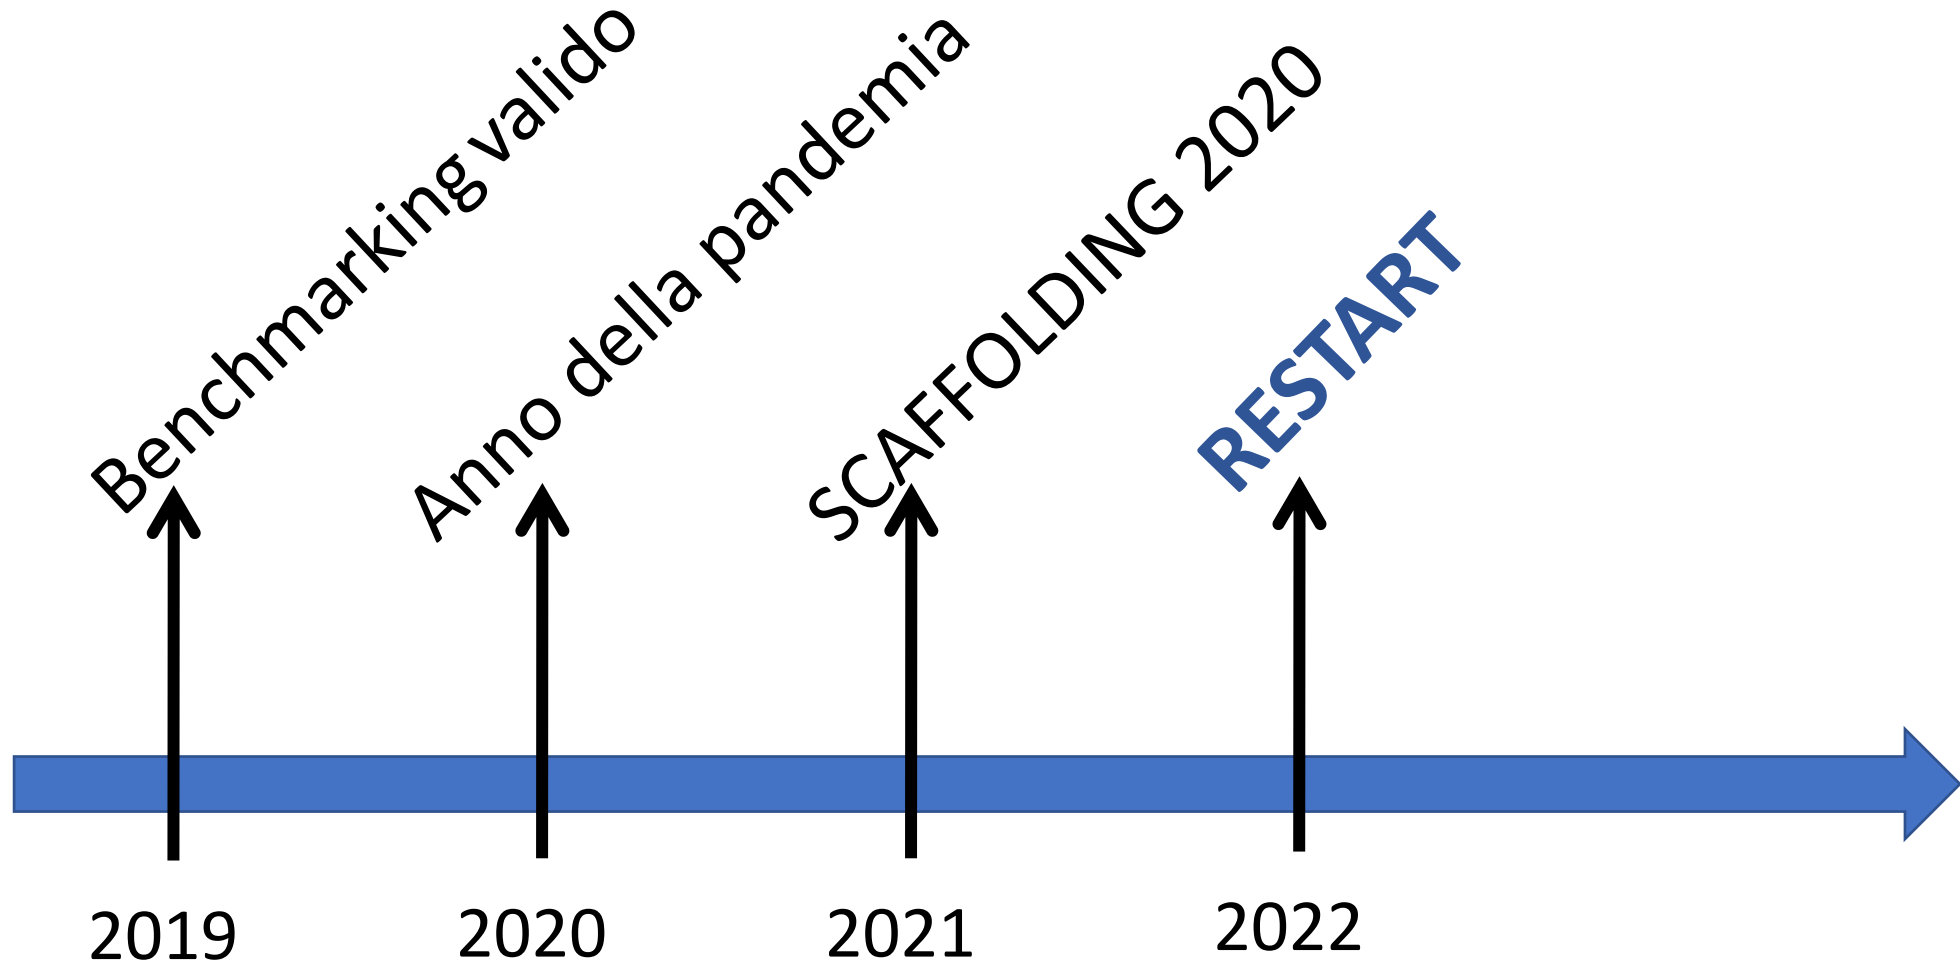 Benchmarking valido
Anno della pandemia
SCAFFOLDING 2020
RESTART
2019
2020
2021
2022